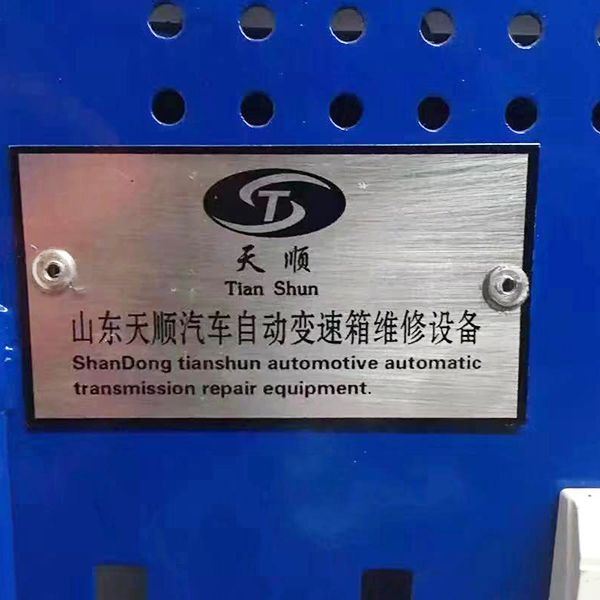 T
天顺
Tian Shun
山东天顺汽车自动变速箱维修设备
ShanDong tianshun automotive automatic
transmission repair equipment.